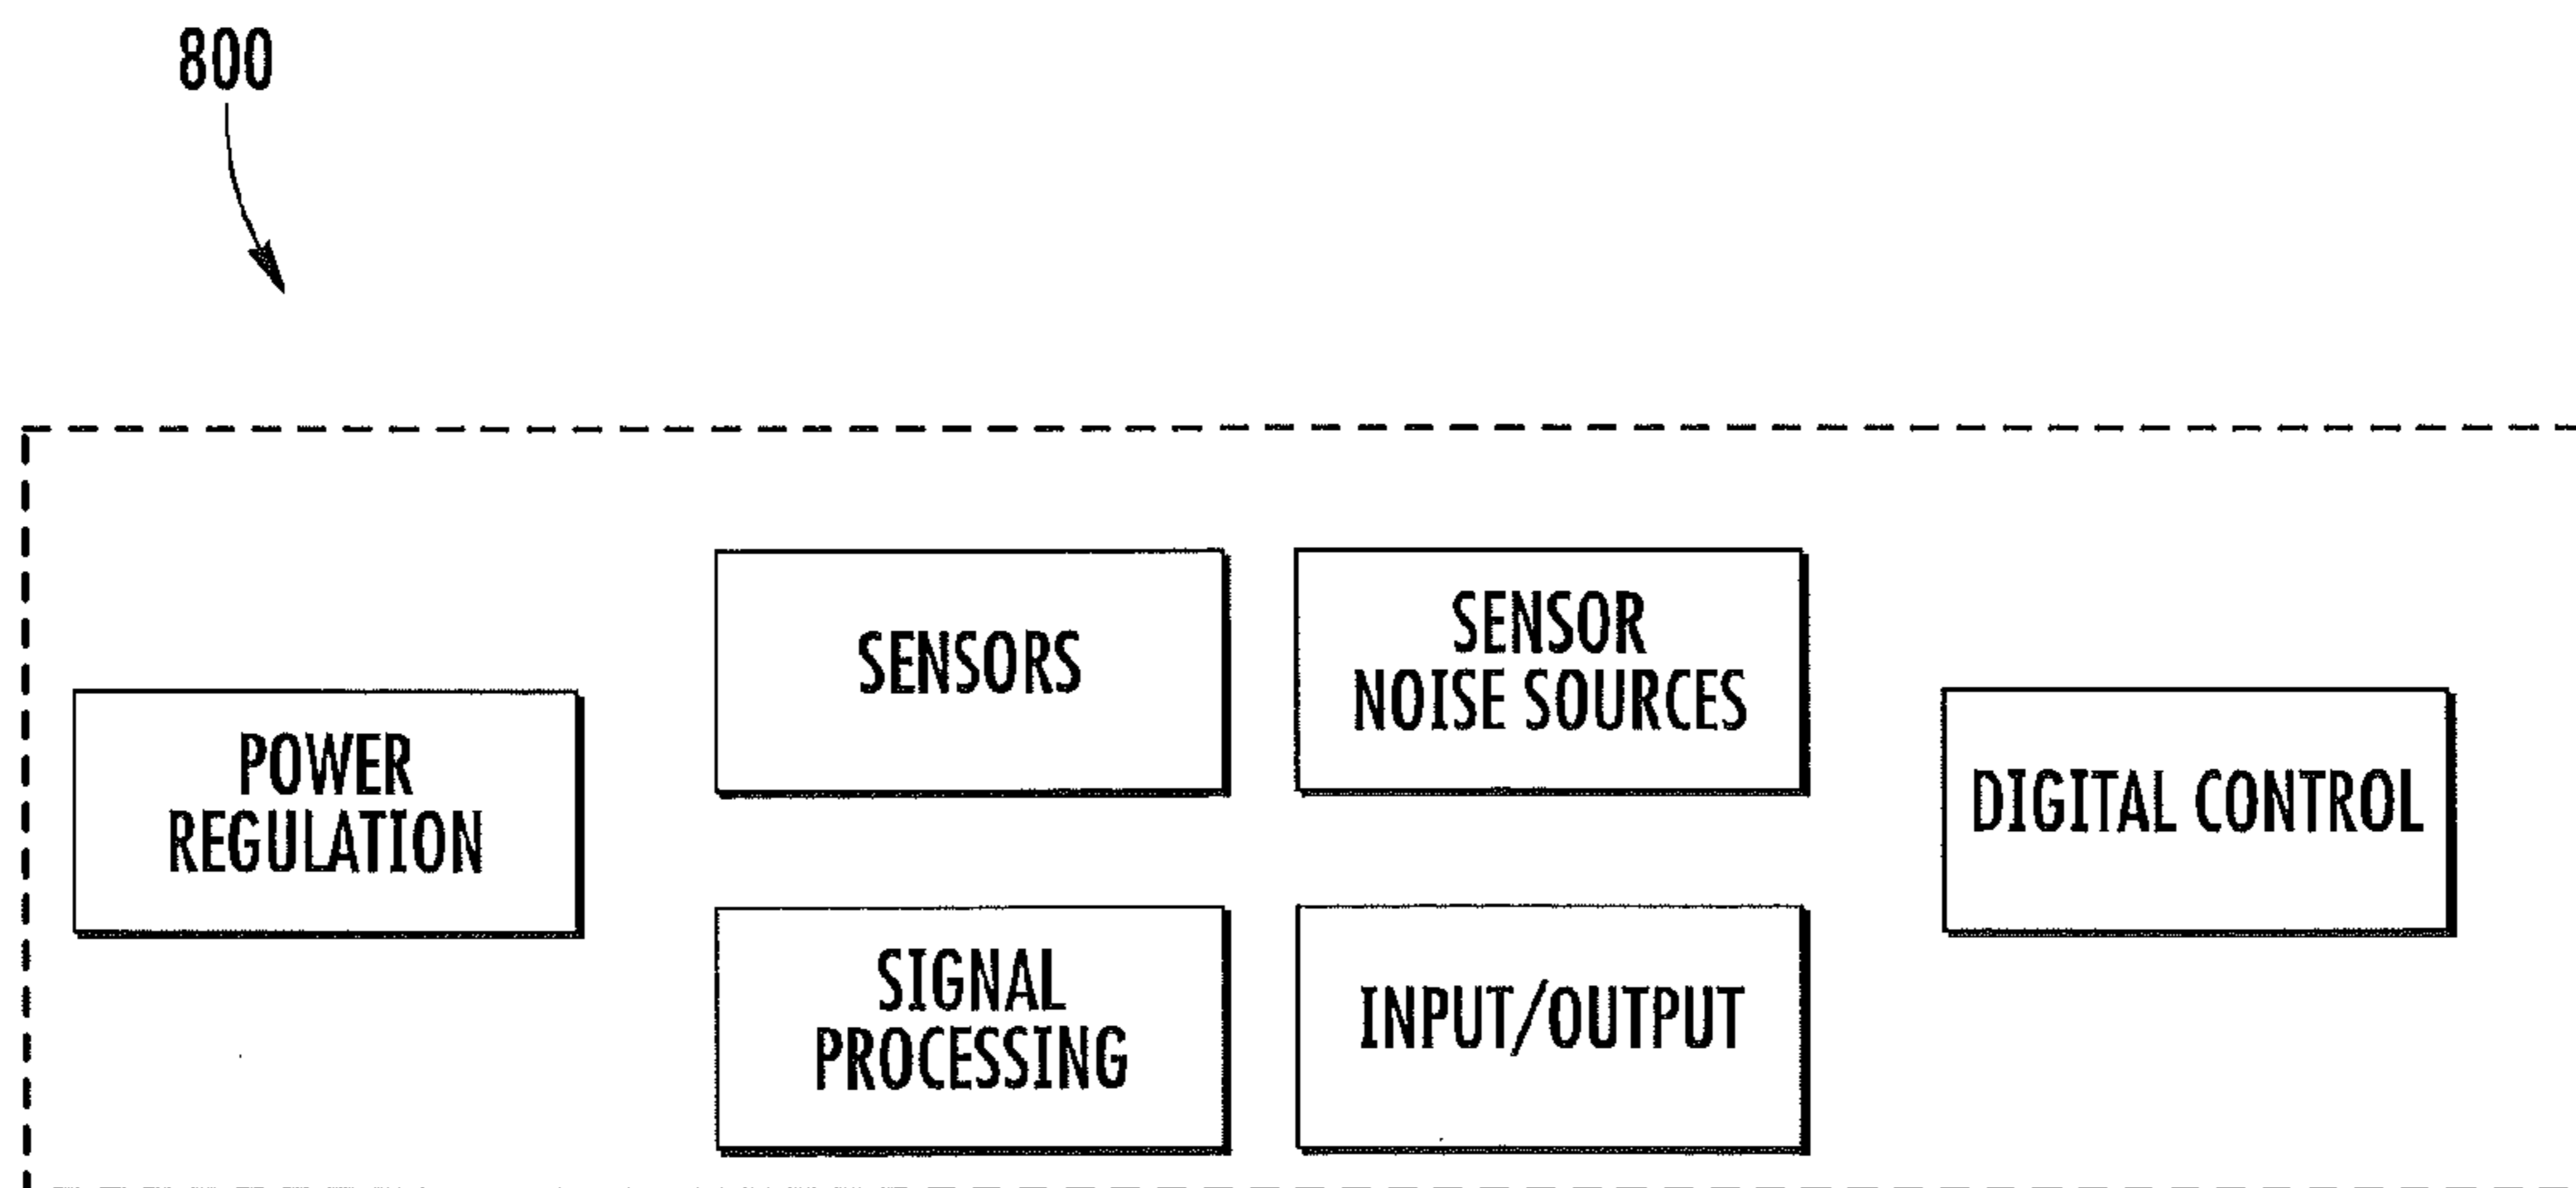 800
SENSORS
SENSOR
NOISE SOURCES
POWER
REGULATION
DIGITAL CONTROL
SIGNAL
PROCESSING
INPUT/OUTPUT